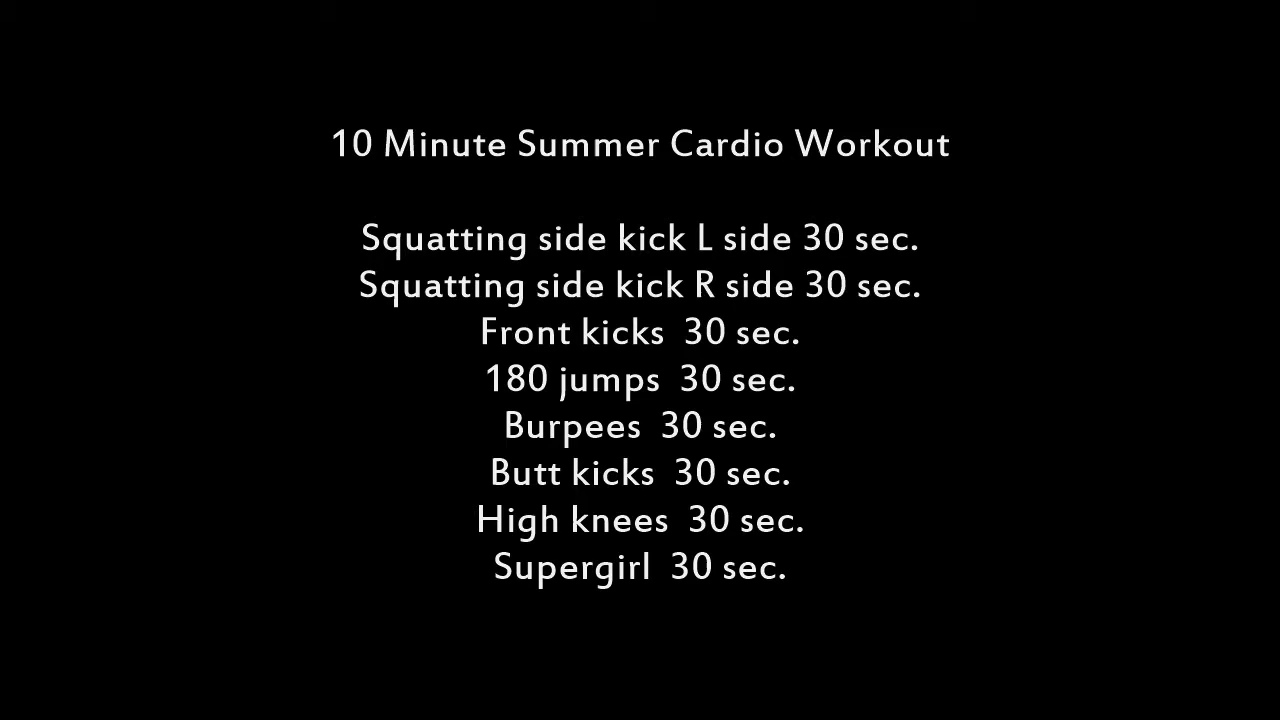 10 Minute Summer Cardio Workout
Squatting side kick L side 30 sec.
Squatting side kick R side 30 sec.
Front kicks  30 sec.
180 jumps  30 sec.
Burpees  30 sec.
Butt kicks  30 sec.
High knees  30 sec.
Supergirl  30 sec.